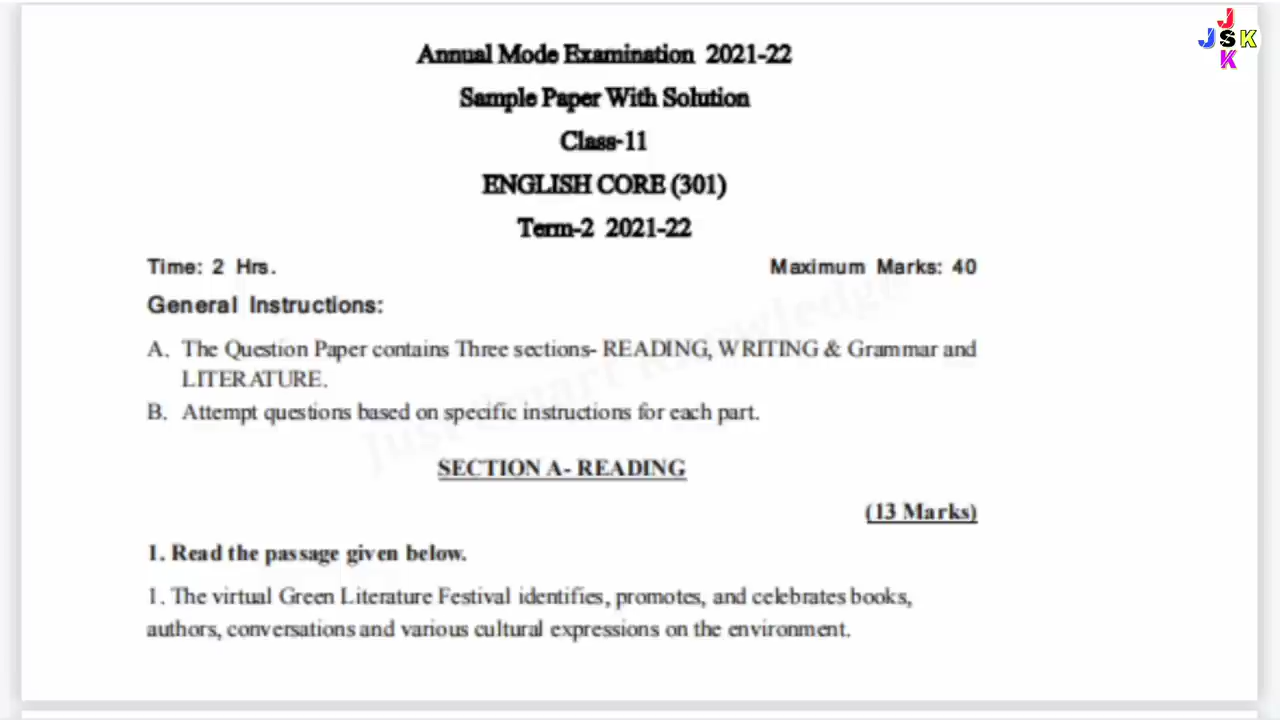 J
JSK
K
Annual Mode Examination 2021-22
Sample Paper With Solution
Class-11
ENGLISH CORE (301)
Term-2 2021-22
Time: 2 Hrs.
Maximum Marks: 40
General Instructions:
A. The Question Paper contains Three sections- READING, WRITING & Grammar and
LITERATURE.
B. Attempt questions based on specific instructions for each part.
Just Smart Knowledge
SECTION A- READING
(13 Marks)
1. Read the passage given below.
1. The virtual Green Literature Festival identifies, promotes, and celebrates books,
authors, conversations and various cultural expressions on the environment.